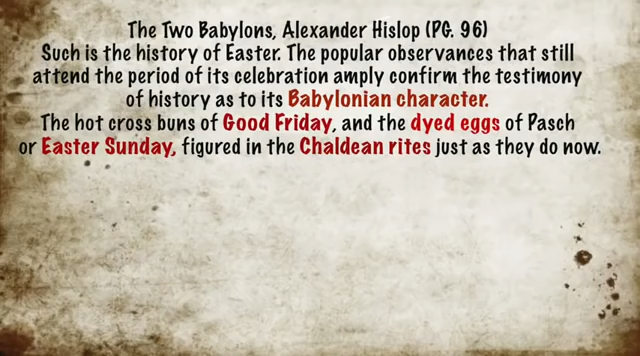 The Two Babylons, Alexander Hislop (PG. 96)
Such is the history of Easter. The popular observances that still
attend the period of its celebration amply confirm the testimony
of history as to its Babylonian character.
The hot cross buns of Good Friday, and the dyed eggs of Pasch
or Easter Sunday, figured in the Chaldean rites just as they do now.